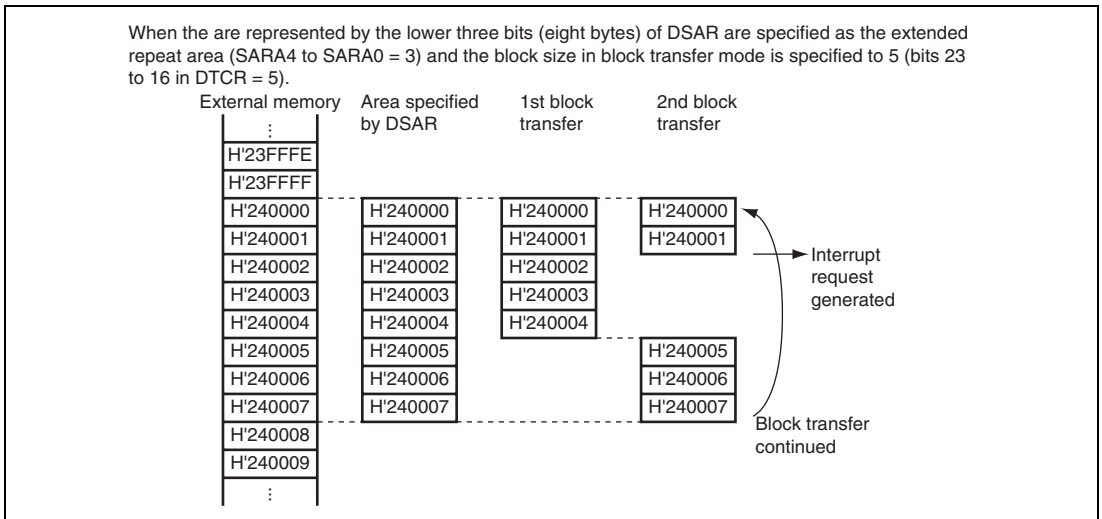 When the are represented by the lower three bits (eight bytes) of DSAR are specified as the extended
repeat area (SARA4 to SARA0 = 3) and the block size in block transfer mode is specified to 5 (bits 23
to 16 in DTCR = 5).
External memory
⋮
H'23FFFE
H'23FFFF
H'240000
H'240001
H'240002
H'240003
H'240004
H'240005
H'240006
H'240007
H'240008
H'240009
⋮
Area specified
by DSAR
H'240000
H'240001
H'240002
H'240003
H'240004
H'240005
H'240006
H'240007
1st block
transfer
H'240000
H'240001
H'240002
H'240003
H'240004
2nd block
transfer
H'240000
H'240001
H'240005
H'240006
H'240007
Interrupt
request
generated
Block transfer
continued